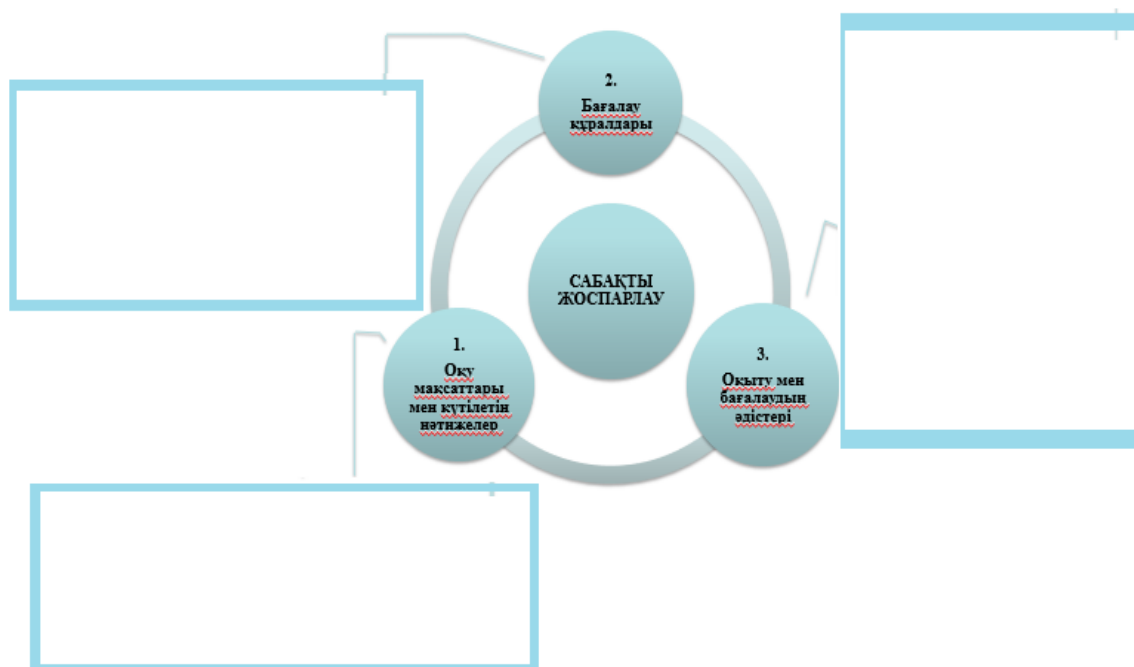 2.
Бағалау
құралдары
САБАҚТЫ
ЖОСПАРЛАУ
1.
Оқу
мақсаттары
мен күтілетін
нәтижелер
3.
Оқыту мен
бағалаудың
әдістері